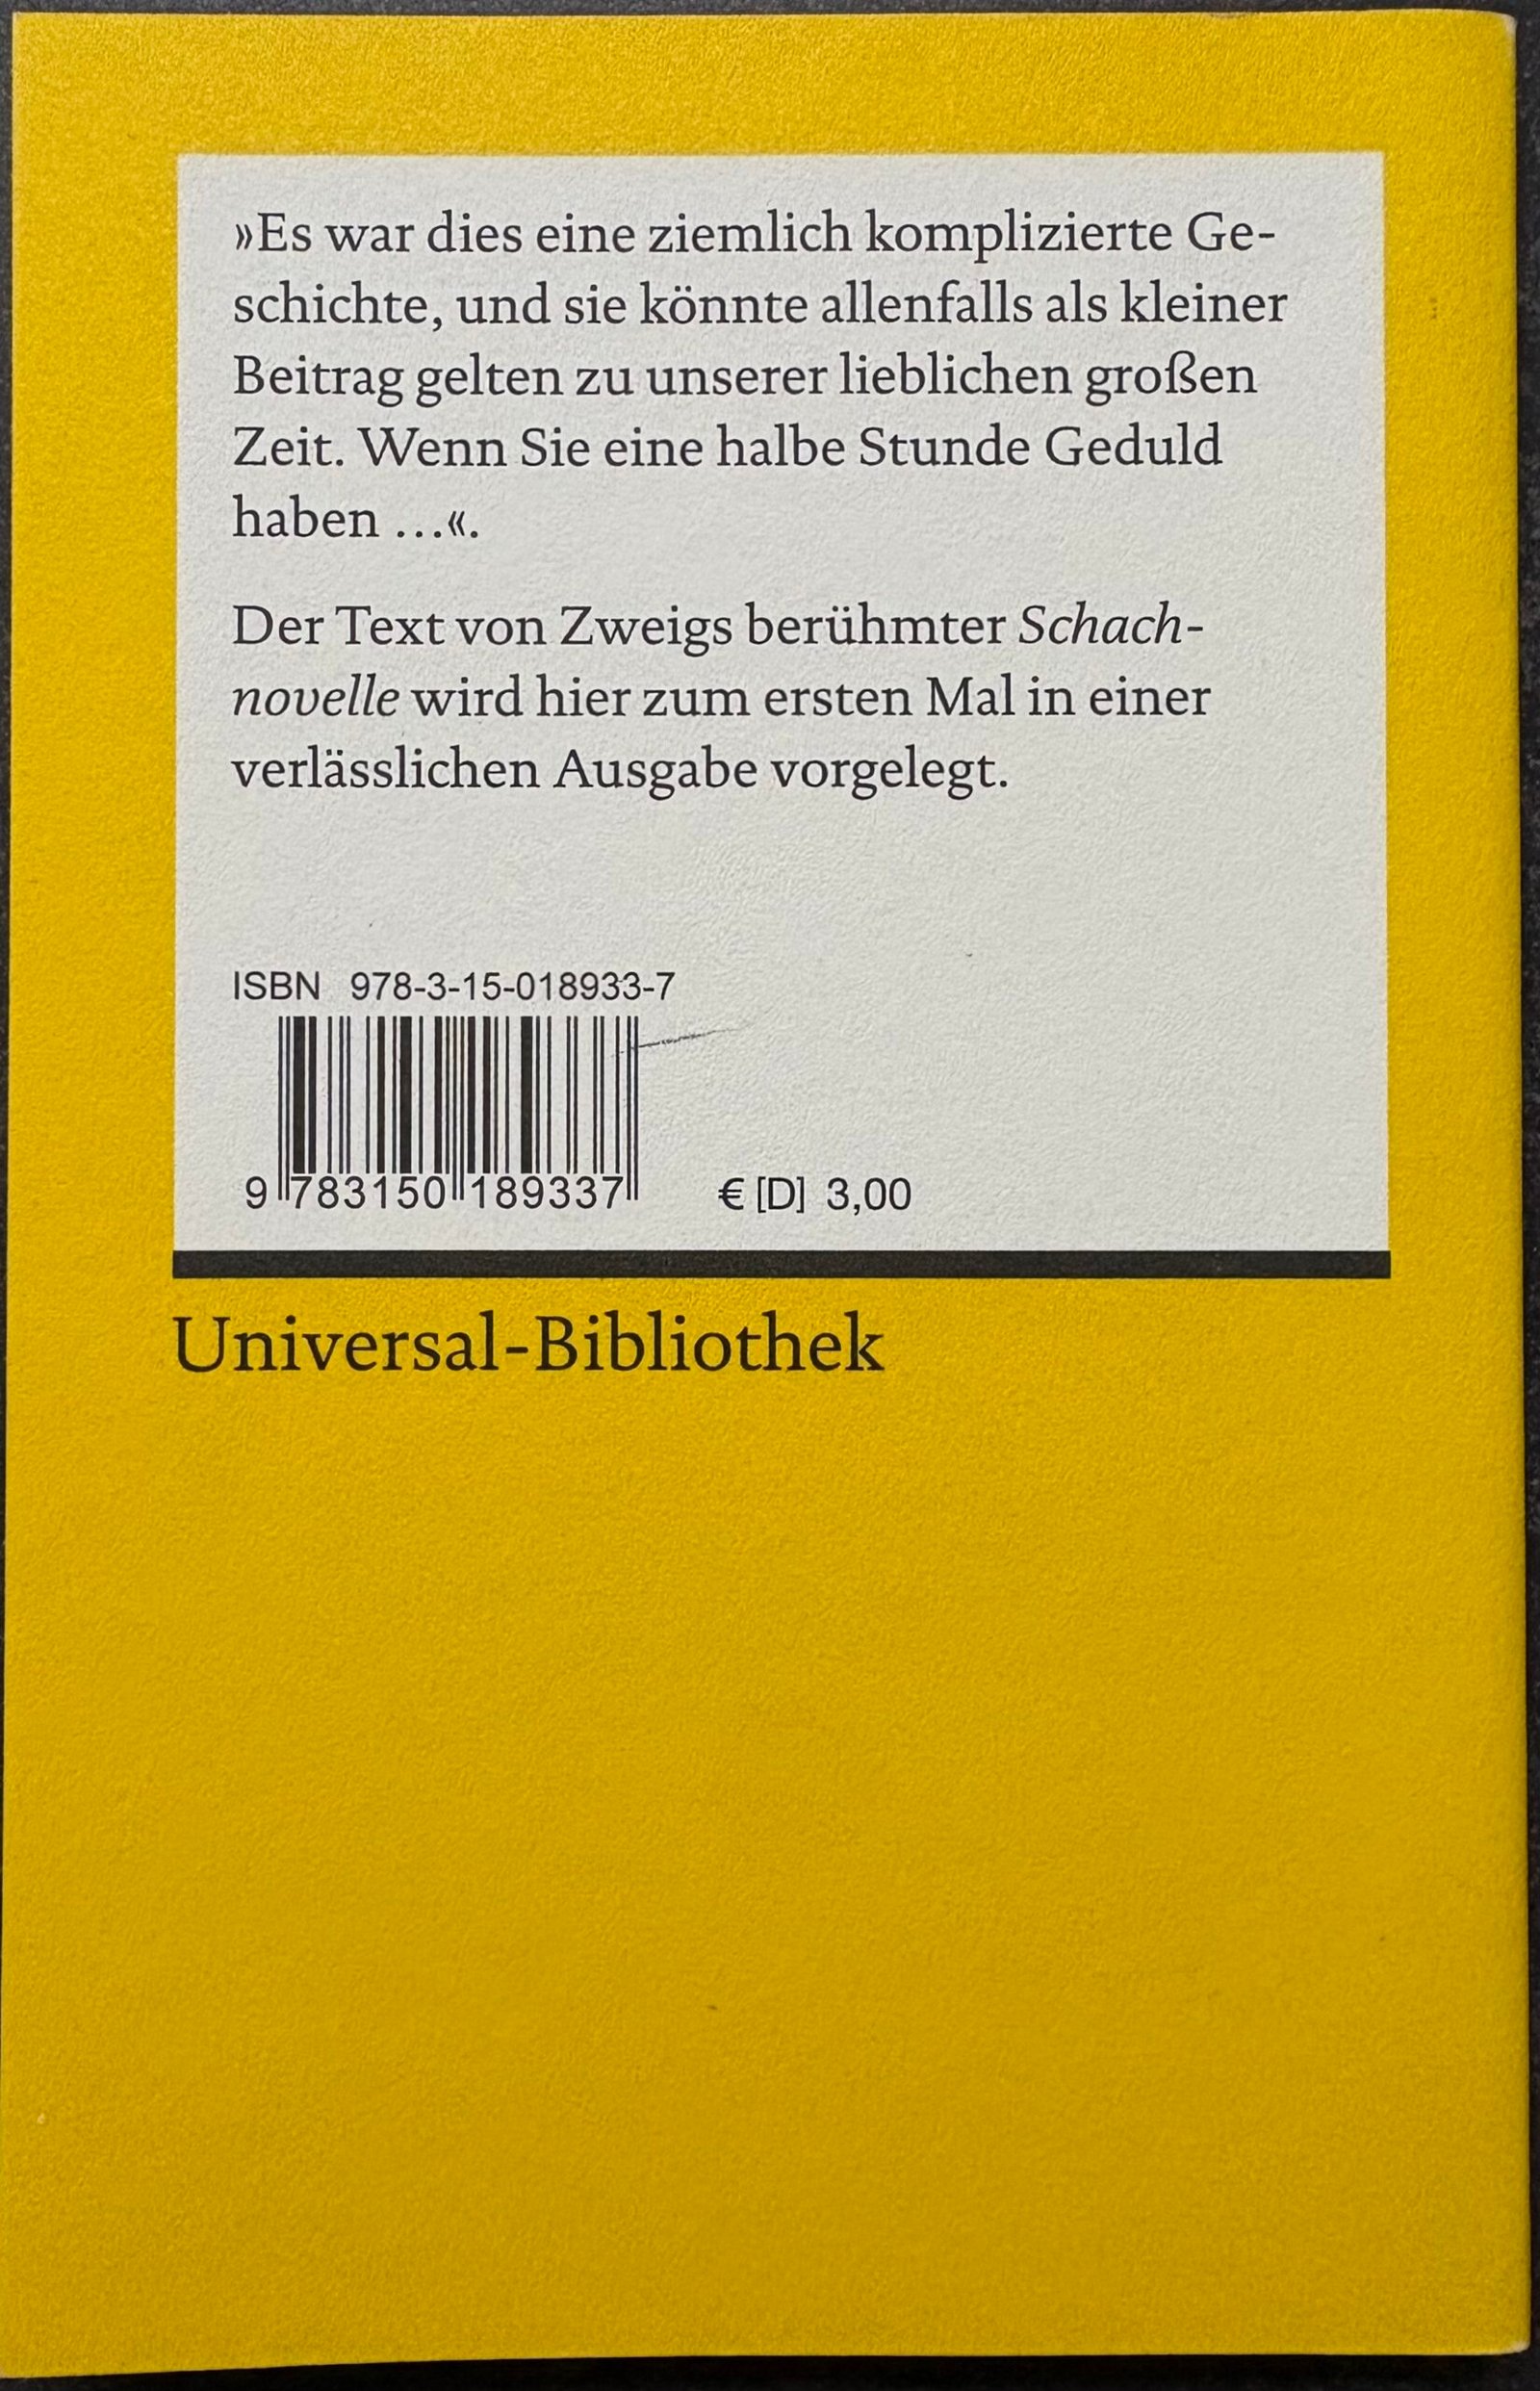 »Es war dies eine ziemlich komplizierte Ge-
schichte, und sie könnte allenfalls als kleiner
Beitrag gelten zu unserer lieblichen großen
Zeit. Wenn Sie eine halbe Stunde Geduld
haben …«.
Der Text von Zweigs berühmter Schach-
novelle wird hier zum ersten Mal in einer
verlässlichen Ausgabe vorgelegt.
ISBN 978-3-15-018933-7
9 783150 189337
€ [D] 3,00
Universal-Bibliothek